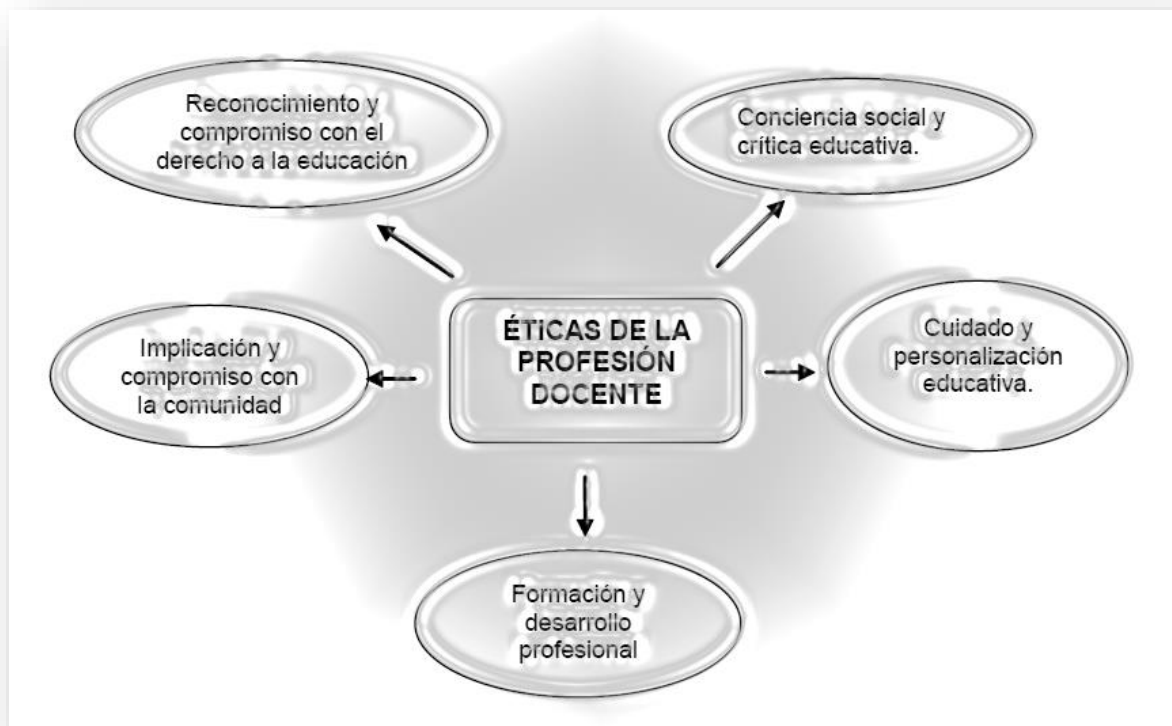 Reconocimiento y
compromiso con el
derecho a la educación
Conciencia social y
crítica educativa.
Implicación y
compromiso con
la comunidad
ÉTiCAS DE LA
PROFESIÓN
DOCENTE
Cuidado y
personalización
educativa.
Formación y
desarrollo
profesional